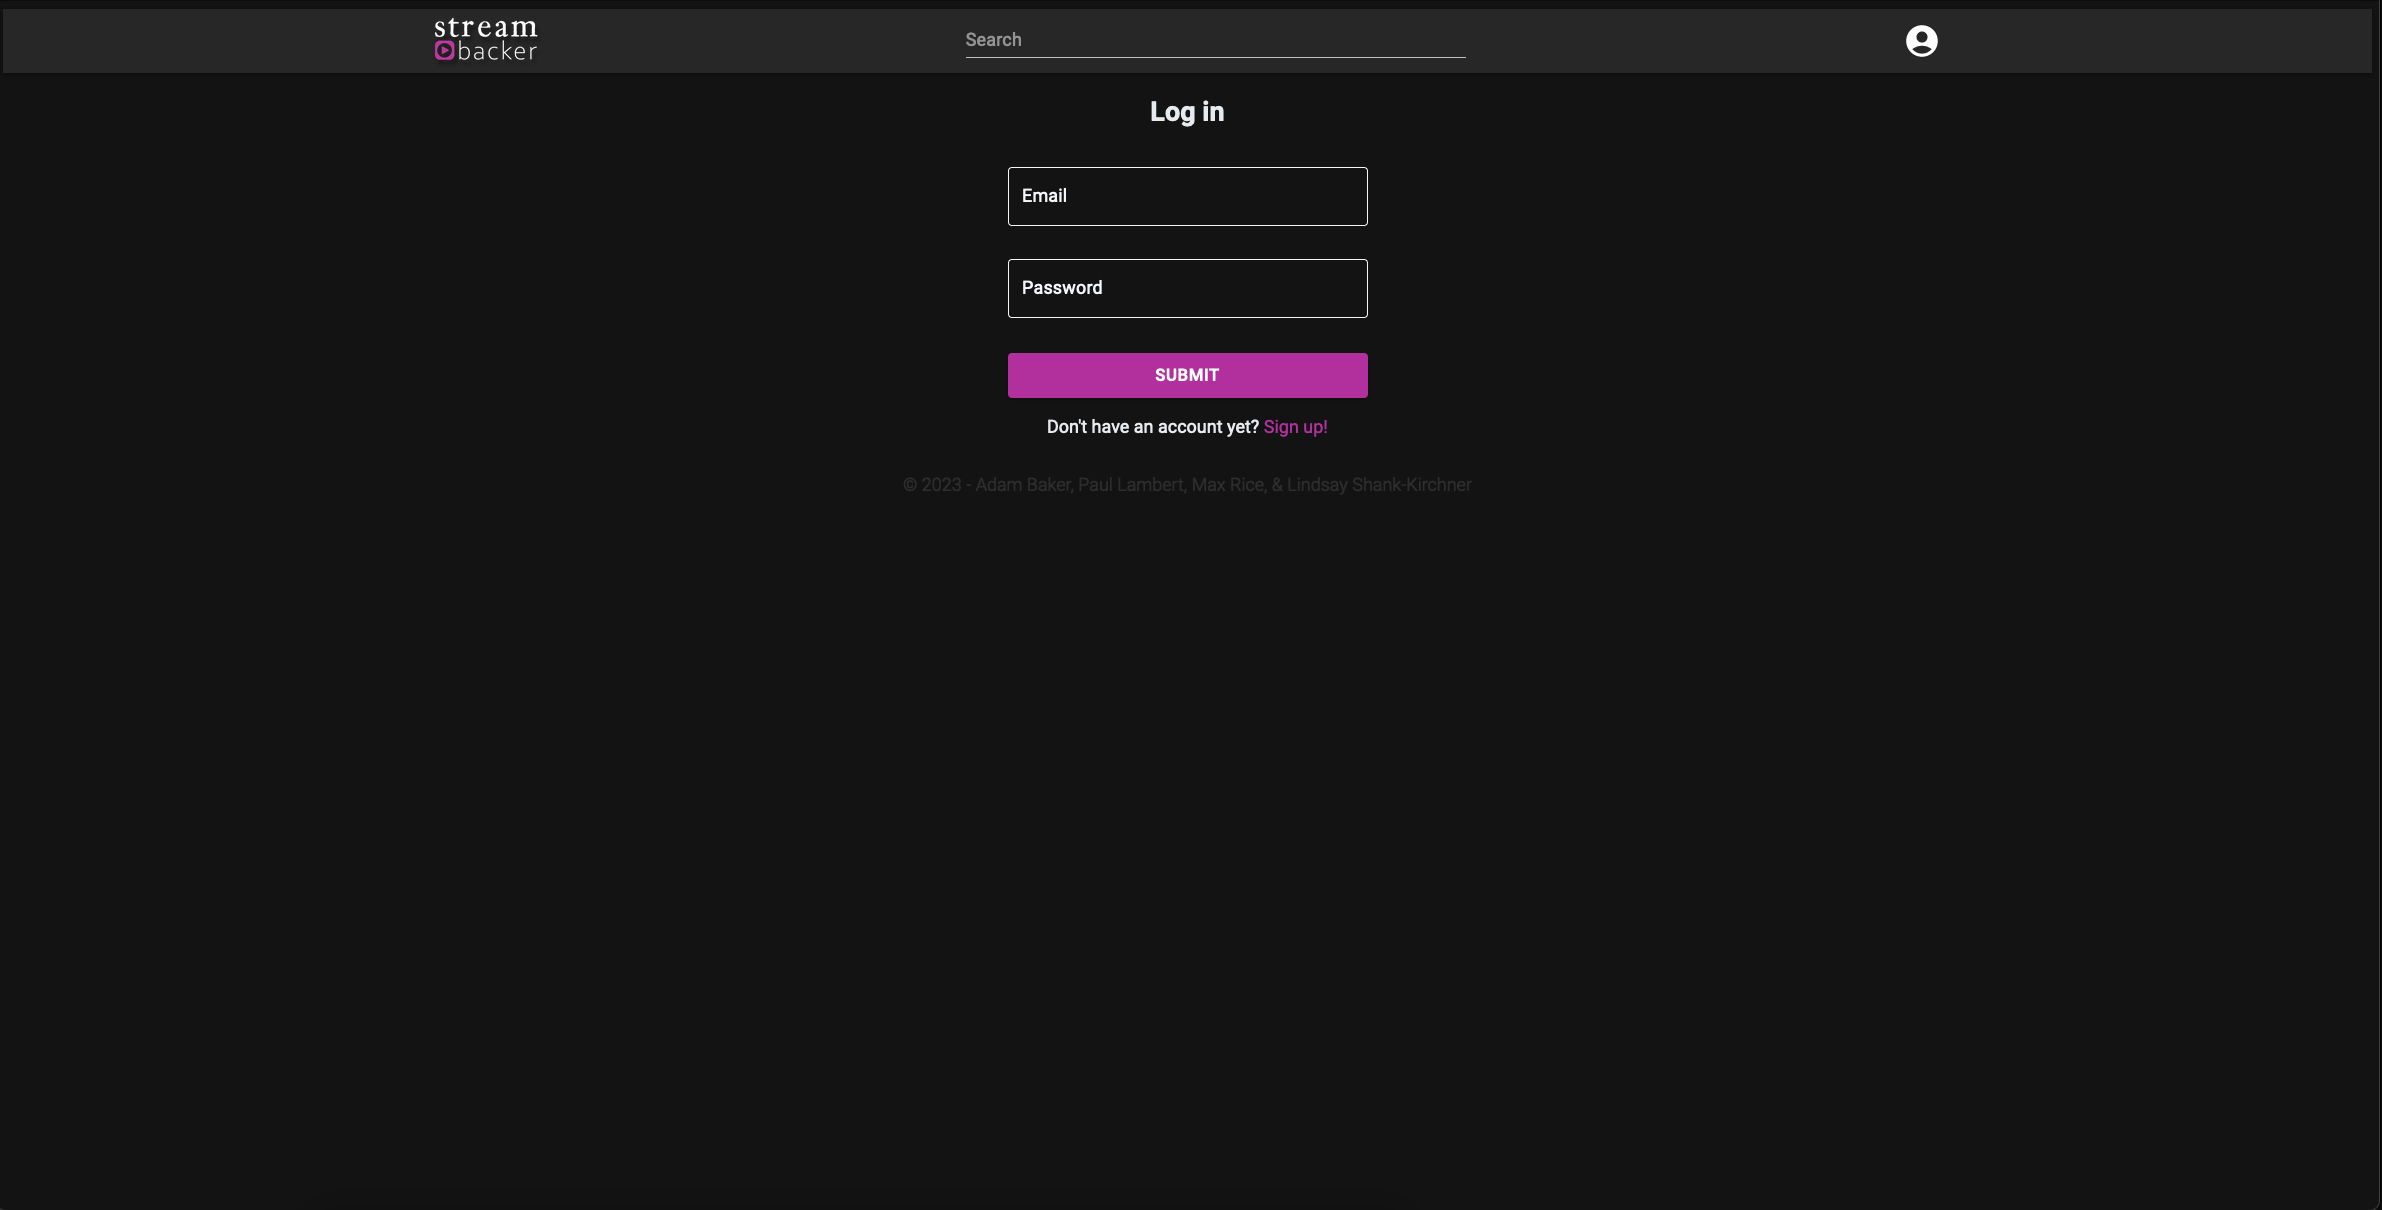 stream
backer
Search
Log in
Email
Password
SUBMIT
Don't have an account yet? Sign up!
© 2023 - Adam Baker, Paul Lambert, Max Rice, & Lindsay Shank-Kirchner